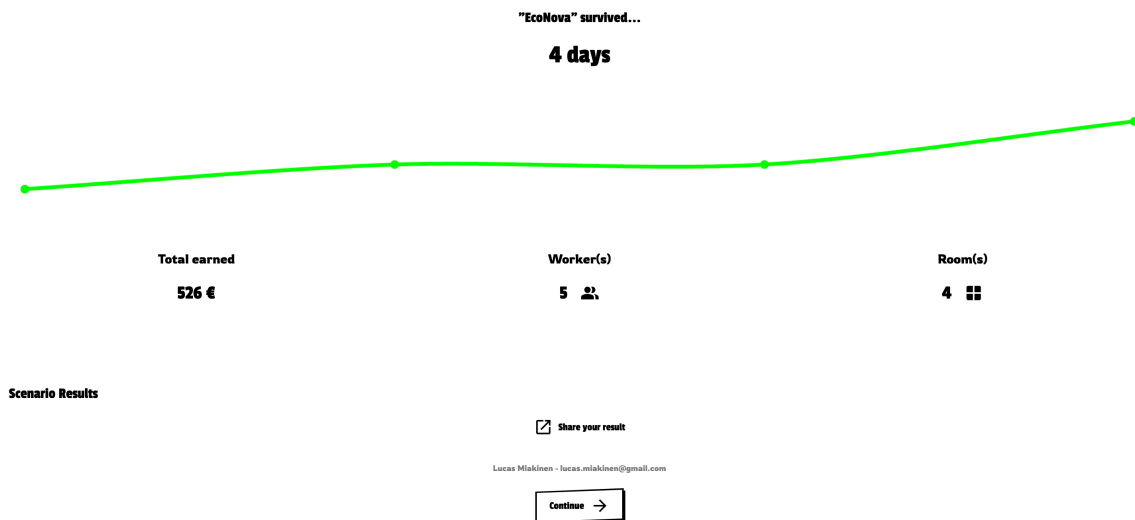 "EcoNova" survived...
4 days
Total earned
Worker(s)
Room(s)
526 €
5
4
Scenario Results
Share your result
Lucas Miakinen - lucas.miakinen@gmail.com
Continue